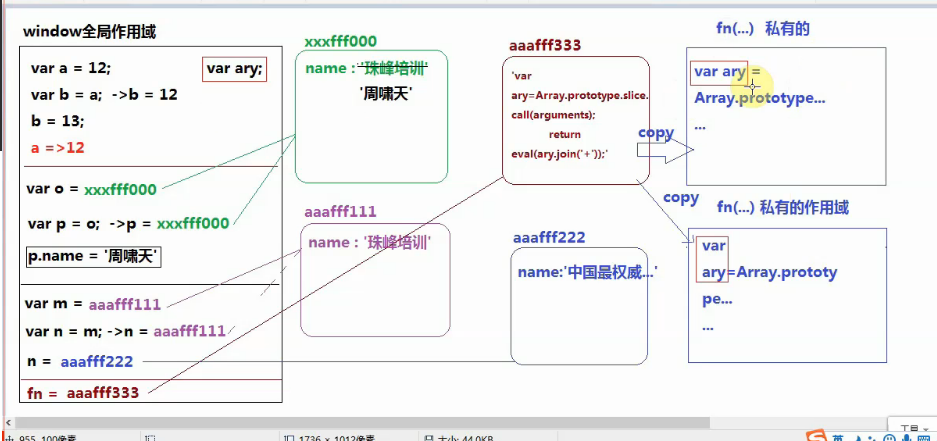 window全局作用域
var a = 12;
var ary;
var b = a; ->b = 12
b = 13;
a =>12
var o = xxxfff000
var p = o; ->p = xxxfff000
p.name = '周啸天'
var m = aaafff111
var n = m; ->n = aaafff111
n = aaafff222
fn = aaafff333
xxxfff000
name : '珠峰培训'
'周啸天'
aaafff111
name : '珠峰培训'
aaafff333
'var
ary=Array.prototype.slice.
call(arguments);
return
eval(ary.join('+'));'
aaafff222
name:'中国最权威...'
copy
copy
fn(...) 私有的
var ary =
Array.prototype...
...
fn(...) 私有的作用域
var
ary=Array.prototy
pe...
...
955, 100像素
1736 × 1012像素
大小: 44.0KB
工具
英